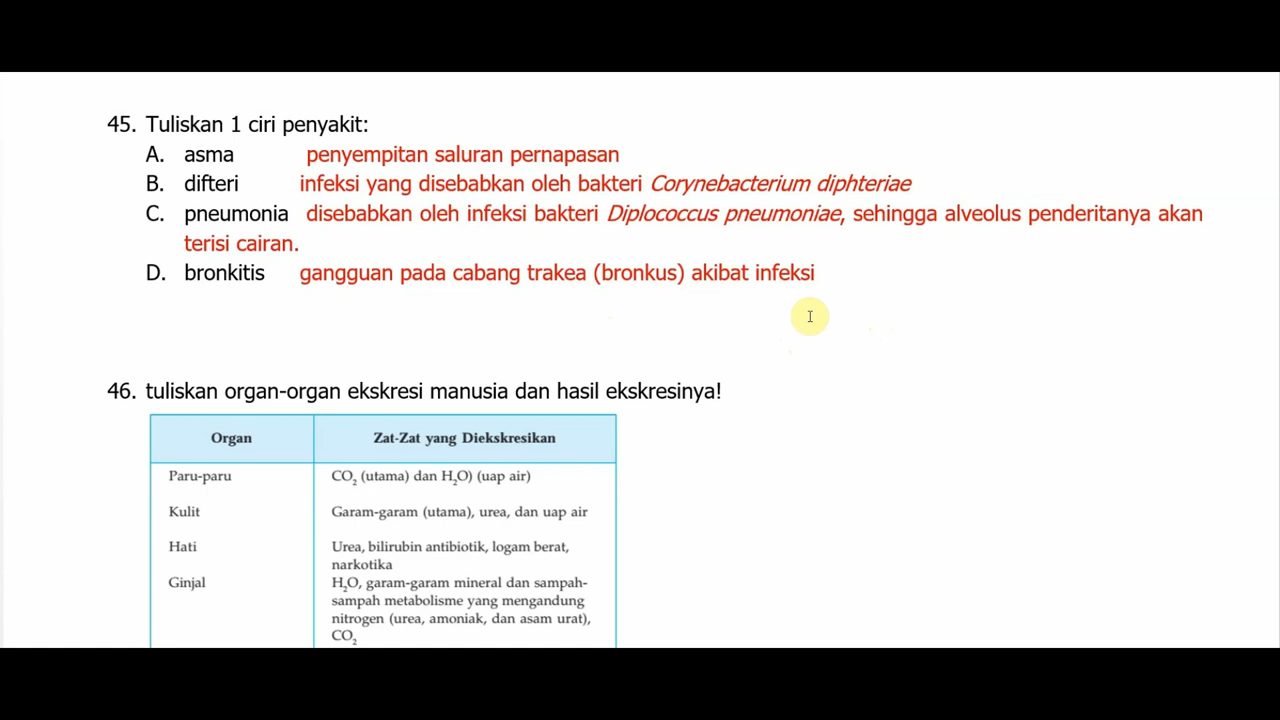 45. Tuliskan 1 ciri penyakit:
A. asma penyempitan saluran pernapasan
B. difteri infeksi yang disebabkan oleh bakteri Corynebacterium diphteriae
C. pneumonia disebabkan oleh infeksi bakteri Diplococcus pneumoniae, sehingga alveolus penderitanya akan
terisi cairan.
D. bronkitis gangguan pada cabang trakea (bronkus) akibat infeksi
46. tuliskan organ-organ ekskresi manusia dan hasil ekskresinya!
Organ Zat-Zat yang Diekskresikan
Paru-paru CO₂ (utama) dan H₂O) (uap air)
Kulit Garam-garam (utama), urea, dan uap air
Hati Urea, bilirubin antibiotik, logam berat,
narkotika
Ginjal H₂O, garam-garam mineral dan sampah-
sampah metabolisme yang mengandung
nitrogen (urea, amoniak, dan asam urat),
CO₂